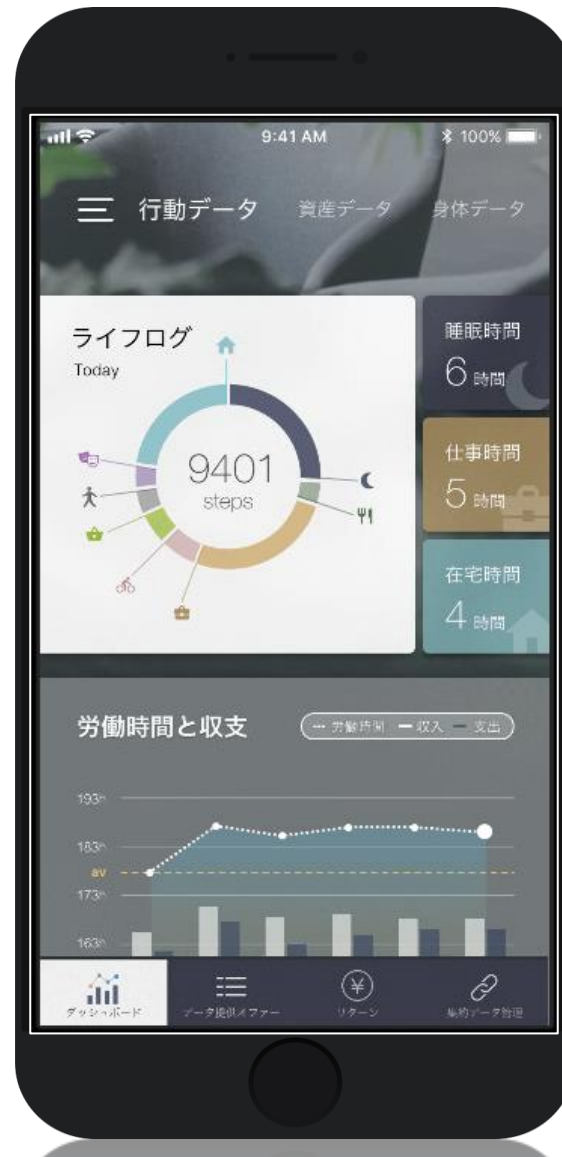 9:41 AM
100%
行動データ 資産データ 身体データ
ライフログ
Today
9401
steps
睡眠時間
6 時間
仕事時間
5 時間
在宅時間
4 時間
労働時間と収支
労働時間 収入 支出
193h
183h
av
173h
163h
ダッシュボード データ提供オファー リターン 集約データ管理